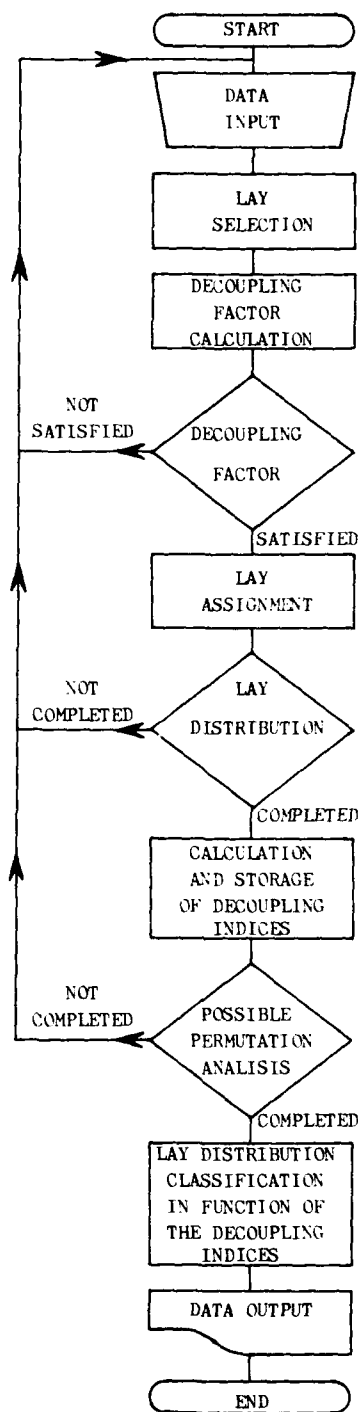 START
DATA
INPUT
LAY
SELECTION
DECOUPLING
FACTOR
CALCULATION
NOT
SATISFIED
DECOUPLING
FACTOR
SATISFIED
LAY
ASSIGNMENT
NOT
COMPLETED
LAY
DISTRIBUTION
COMPLETED
CALCULATION
AND STORAGE
OF DECOUPLING
INDICES
NOT
COMPLETED
POSSIBLE
PERMUTATION
ANALISIS
COMPLETED
LAY DISTRIBUTION
CLASSIFICATION
IN FUNCTION OF
THE DECOUPLING
INDICES
DATA OUTPUT
END